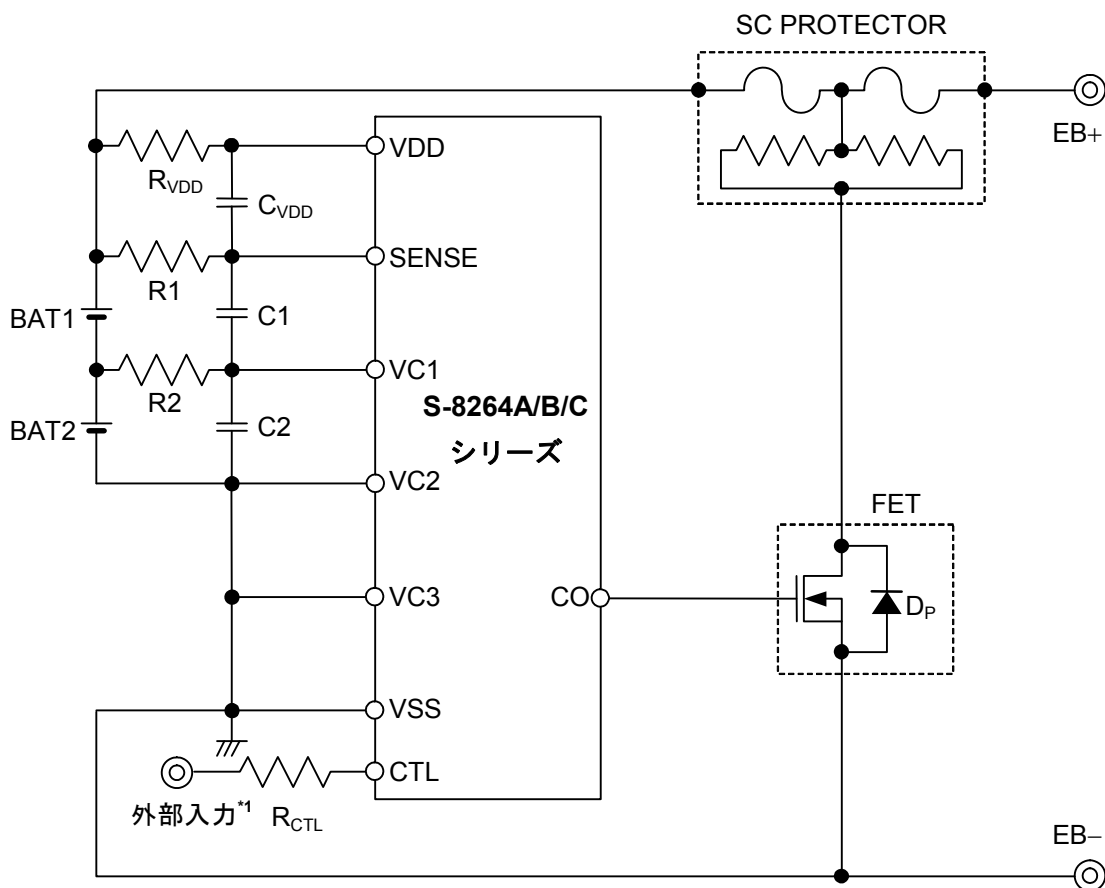 SC PROTECTOR
EB+
VDD
RVDD
CVDD
SENSE
R1
BAT1
C1
VC1
R2
S-8264A/B/C
シリーズ
BAT2
C2
VC2
FET
VC3
CO
DP
VSS
CTL
外部入力*1
RCTL
EB−